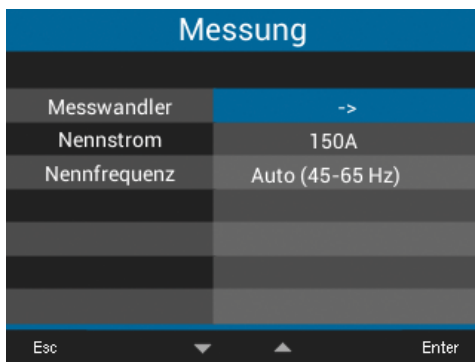 Messung
Messwandler ->
Nennstrom 150A
Nennfrequenz Auto (45-65 Hz)
Esc Enter